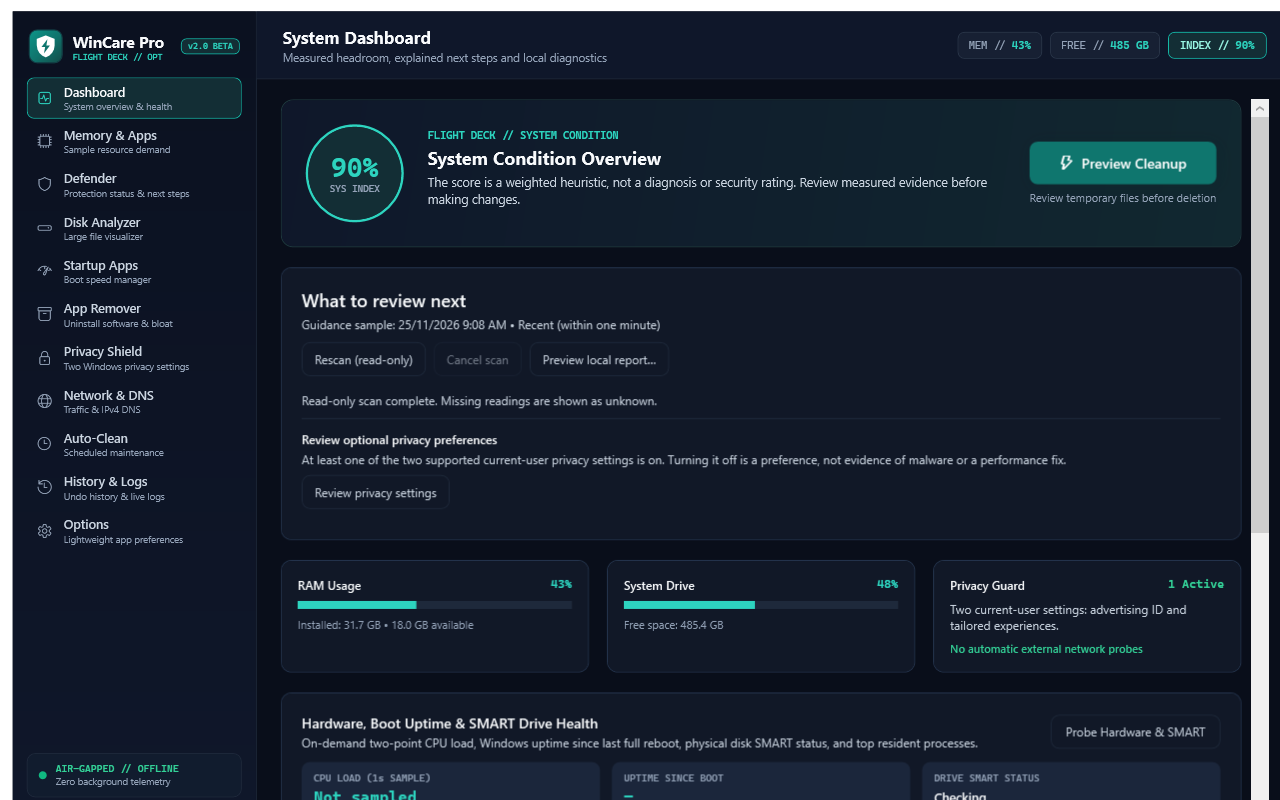 WinCare Pro
FLIGHT DECK // OPT
v2.0 BETA
Dashboard
System overview & health
Memory & Apps
Sample resource demand
Defender
Protection status & next steps
Disk Analyzer
Large file visualizer
Startup Apps
Boot speed manager
App Remover
Uninstall software & bloat
Privacy Shield
Two Windows privacy settings
Network & DNS
Traffic & IPv4 DNS
Auto-Clean
Scheduled maintenance
History & Logs
Undo history & live logs
Options
Lightweight app preferences
AIR-GAPPED // OFFLINE
Zero background telemetry
System Dashboard
Measured headroom, explained next steps and local diagnostics
MEM // 43%
FREE // 485 GB
INDEX // 90%
90%
SYS INDEX
FLIGHT DECK // SYSTEM CONDITION
System Condition Overview
The score is a weighted heuristic, not a diagnosis or security rating. Review measured evidence before
making changes.
Preview Cleanup
Review temporary files before deletion
What to review next
Guidance sample: 25/11/2026 9:08 AM • Recent (within one minute)
Rescan (read-only)
Cancel scan
Preview local report...
Read-only scan complete. Missing readings are shown as unknown.
Review optional privacy preferences
At least one of the two supported current-user privacy settings is on. Turning it off is a preference, not evidence of malware or a performance fix.
Review privacy settings
RAM Usage
43%
Installed: 31.7 GB • 18.0 GB available
System Drive
48%
Free space: 485.4 GB
Privacy Guard
1 Active
Two current-user settings: advertising ID and
tailored experiences.
No automatic external network probes
Hardware, Boot Uptime & SMART Drive Health
On-demand two-point CPU load, Windows uptime since last full reboot, physical disk SMART status, and top resident processes.
Probe Hardware & SMART
CPU LOAD (1s SAMPLE)
Not sampled
UPTIME SINCE BOOT
—
DRIVE SMART STATUS
Checking